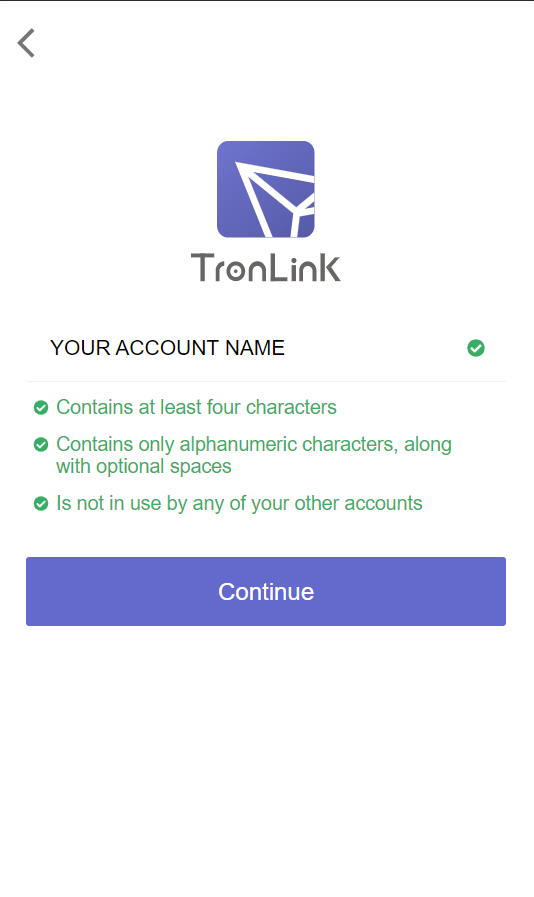 TronLink
YOUR ACCOUNT NAME
Contains at least four characters
Contains only alphanumeric characters, along
with optional spaces
Is not in use by any of your other accounts
Continue